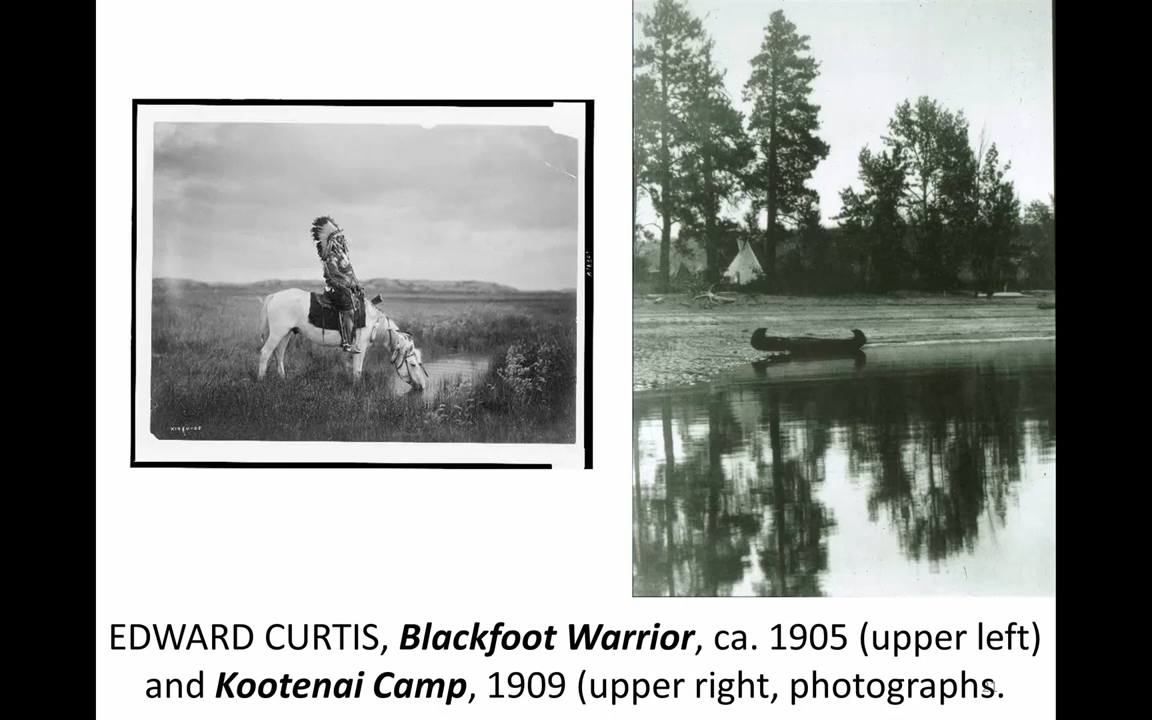 EDWARD CURTIS, Blackfoot Warrior, ca. 1905 (upper left)
and Kootenai Camp, 1909 (upper right, photographs.